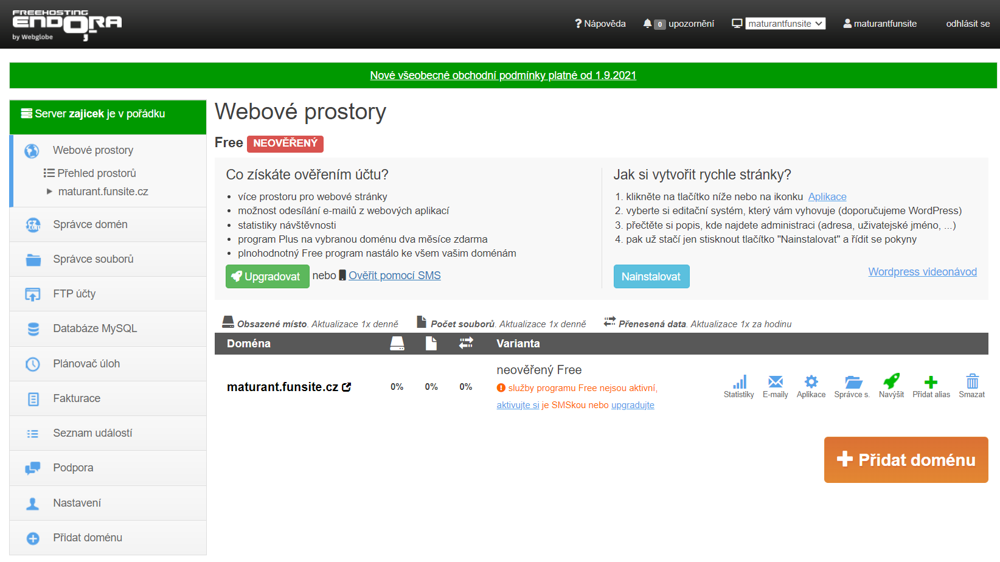 FREEHOSTING
ENDORA
by Webglobe
? Nápověda
0 upozornění
maturantfunsite
maturantfunsite
odhlásit se
Nové všeobecné obchodní podmínky platné od 1.9.2021
Server zajicek je v pořádku
Webové prostory
Přehled prostorů
maturant.funsite.cz
Správce domén
Správce souborů
FTP účty
Databáze MySQL
Plánovač úloh
Fakturace
Seznam událostí
Podpora
Nastavení
Přidat doménu
Webové prostory
Free NEOVĚŘENÝ
Co získáte ověřením účtu?
• více prostoru pro webové stránky
• možnost odesílání e-mailů z webových aplikací
• statistiky návštěvnosti
• program Plus na vybranou doménu dva měsíce zdarma
• plnohodnotný Free program nastálo ke všem vašim doménám
Upgradovat nebo Ověřit pomocí SMS
Jak si vytvořit rychle stránky?
1. klikněte na tlačítko níže nebo na ikonku Aplikace
2. vyberte si editační systém, který vám vyhovuje (doporučujeme WordPress)
3. přečtěte si popis, kde najdete administraci (adresa, uživatejské jméno, ...)
4. pak už stačí jen stisknout tlačítko "Nainstalovat" a řídit se pokyny
Nainstalovat
Wordpress videonávod
Obsazené místo. Aktualizace 1x denně
Počet souborů. Aktualizace 1x denně
Přenesená data. Aktualizace 1x za hodinu
Doména
Varianta
maturant.funsite.cz
0%
0%
0%
neověřený Free
služby programu Free nejsou aktivní,
aktivujte si je SMSkou nebo upgradujte
Statistiky
E-maily
Aplikace
Správce s.
Navýšit
Přidat alias
Smazat
Přidat doménu